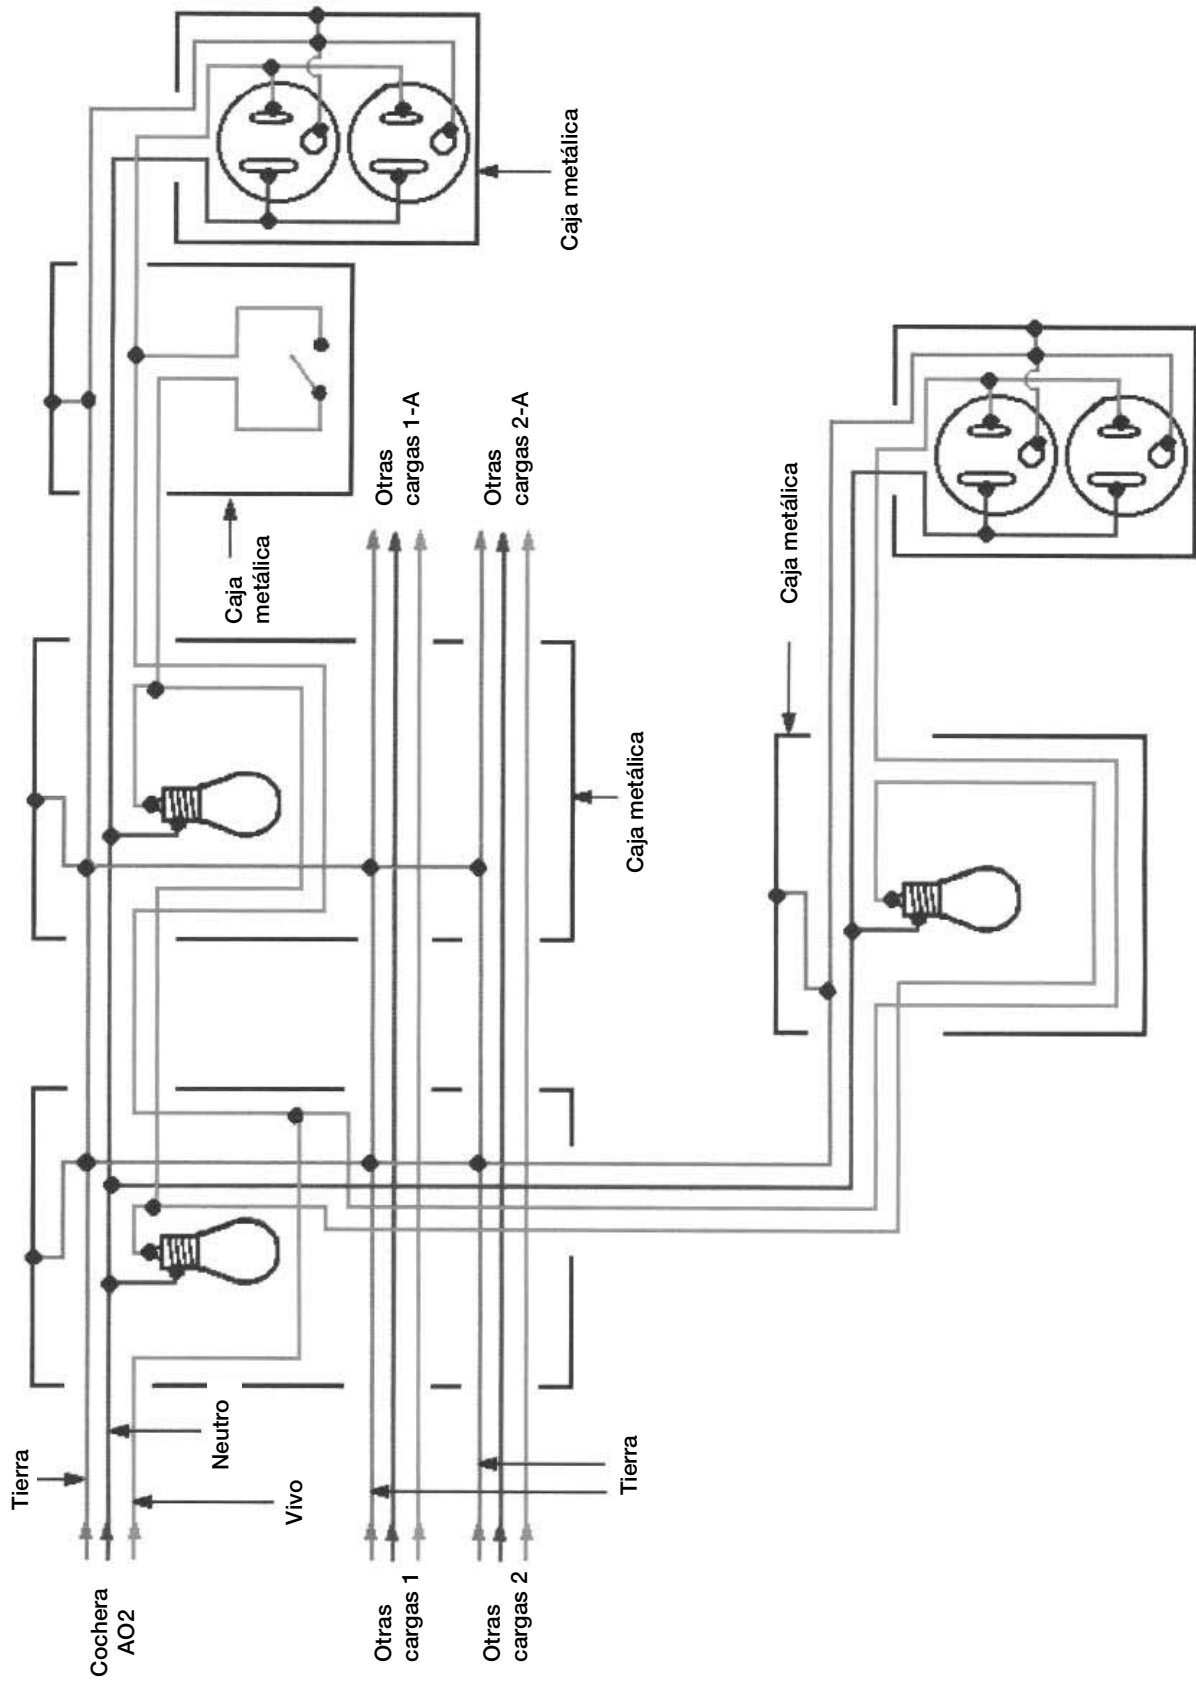 Cochera
AO2
Tierra
Neutro
Vivo
Otras
cargas 1
Otras
cargas 2
Tierra
Caja metálica
Caja
metálica
Otras
cargas 1-A
Otras
cargas 2-A
Caja metálica
Caja metálica